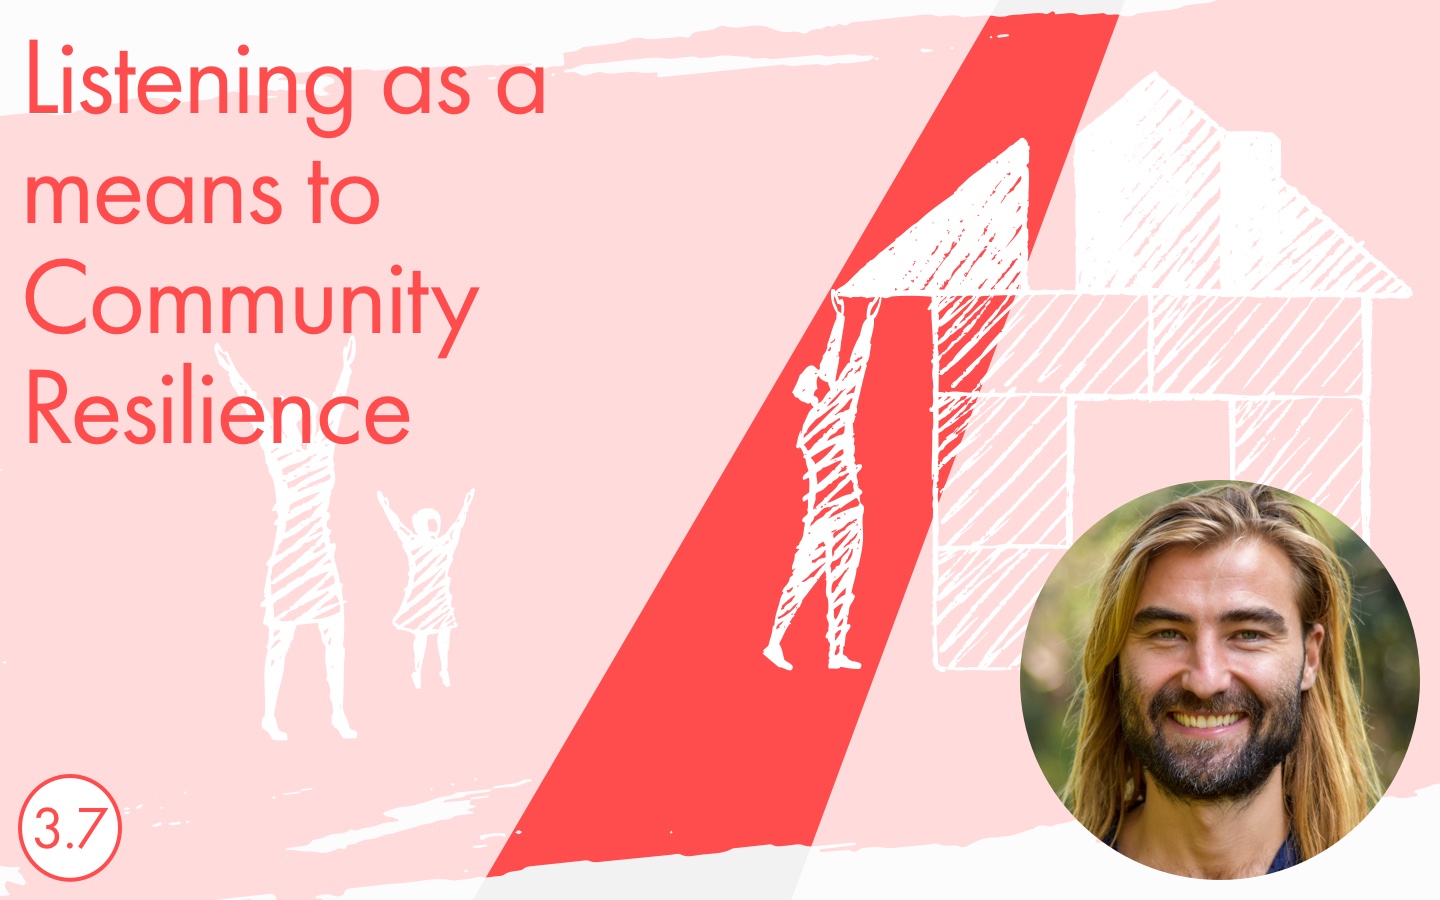 Listening as a
means to
Community
Resilience
3.7